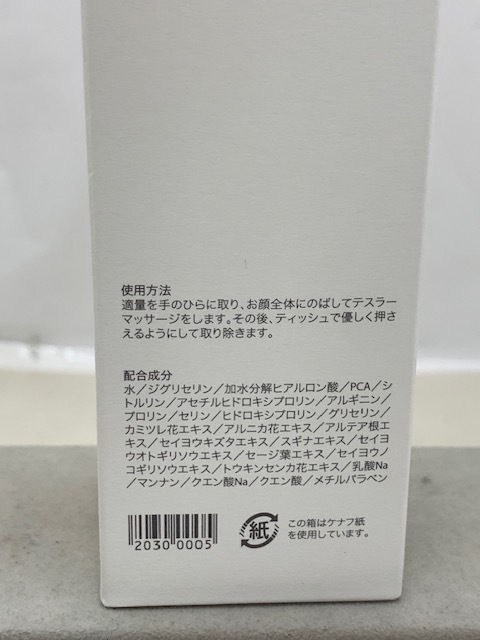 使用方法
適量を手のひらに取り、お顔全体にのばしてテスラー
マッサージをします。その後、ティッシュで優しく押さ
えるようにして取り除きます。
配合成分
水／ジグリセリン／加水分解ヒアルロン酸／PCA／シ
トルリン／アセチルヒドロキシプロリン／アルギニン／
プロリン／セリン／ヒドロキシプロリン／グリセリン／
カミツレ花エキス／アルニカ花エキス／アルテア根エ
キス／セイヨウキズタエキス／スギナエキス／セイヨ
ウオトギリソウエキス／セージ葉エキス／セイヨウノ
コギリソウエキス／トウキンセンカ花エキス／乳酸Na
／マンナン／クエン酸Na／クエン酸／メチルパラベン
2030 0005
紙
この箱はケナフ紙
を使用しています。